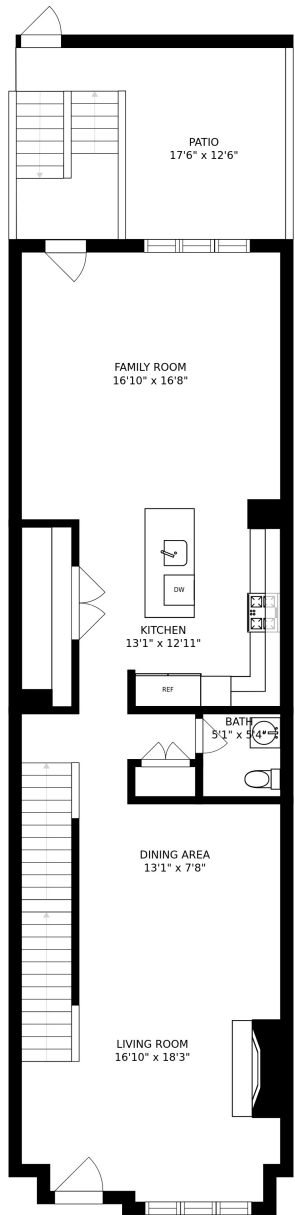 PATIO
17'6" x 12'6"
FAMILY ROOM
16'10" x 16'8"
DW
KITCHEN
13'1" x 12'11"
REF
BATH
5'1" x 5'4"
DINING AREA
13'1" x 7'8"
LIVING ROOM
16'10" x 18'3"